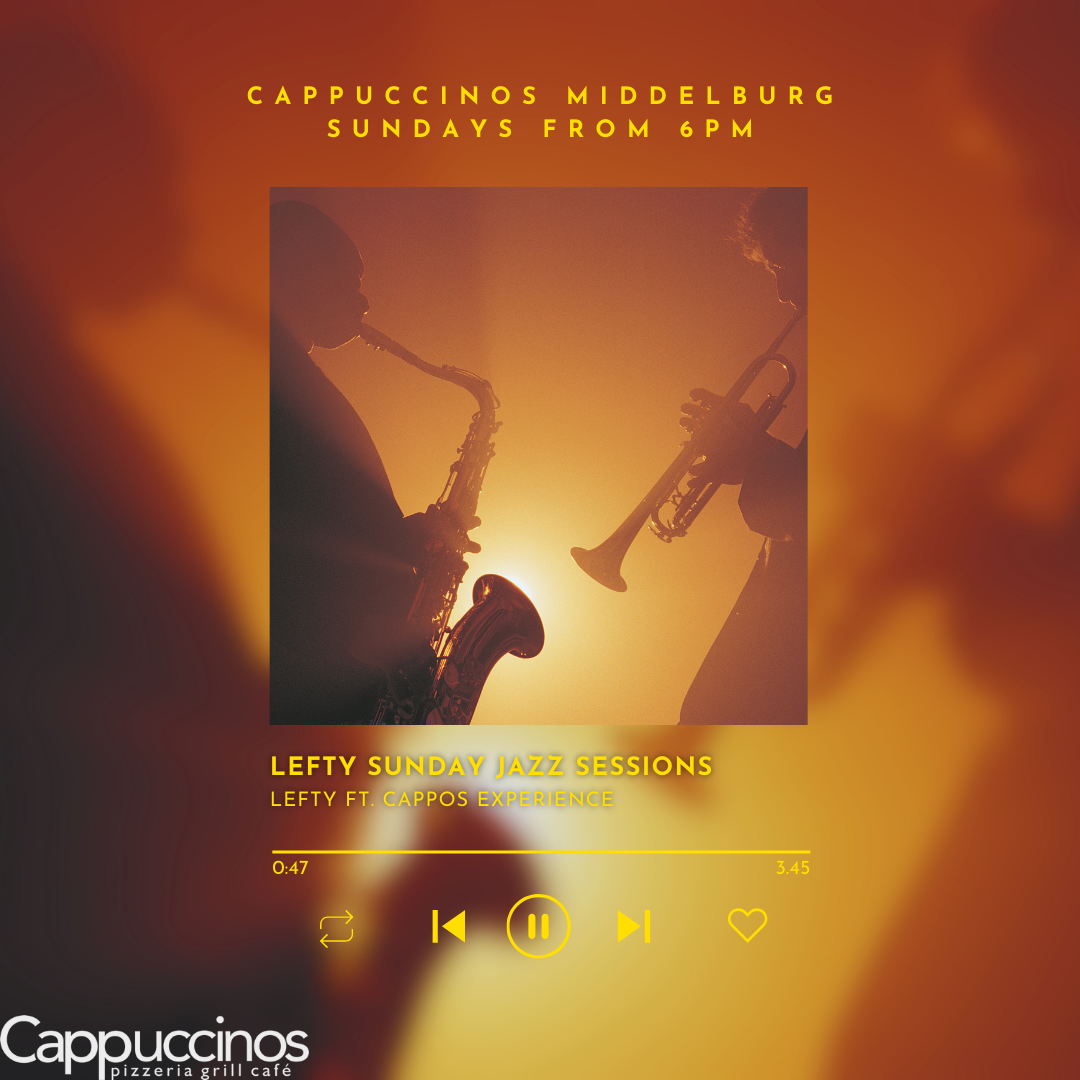 CAPPUCCINOS MIDDELBURG
SUNDAYS FROM 6PM
LEFTY SUNDAY JAZZ SESSIONS
LEFTY FT. CAPPOS EXPERIENCE
0:47 3.45
Cappuccinos
pizzeria grill café